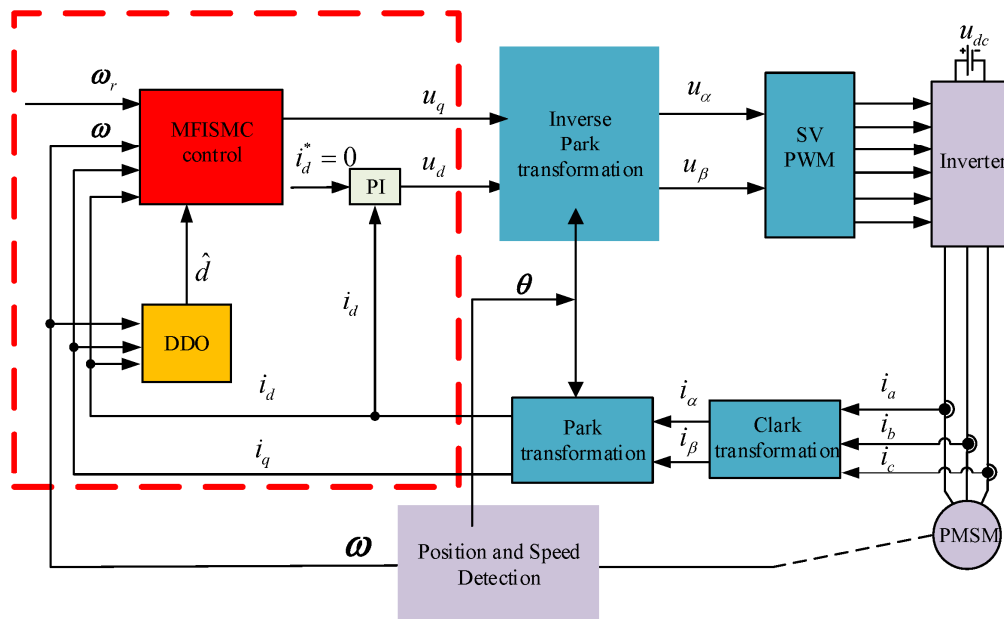 ω_r
ω
MFISMC
control
i_d^* = 0
PI
u_q
u_d
Inverse
Park
transformation
u_α
u_β
SV
PWM
u_dc
+ -
Inverter
d̂
DDO
i_d
θ
i_d
i_q
Park
transformation
i_α
i_β
Clark
transformation
i_a
i_b
i_c
PMSM
ω
Position and Speed
Detection